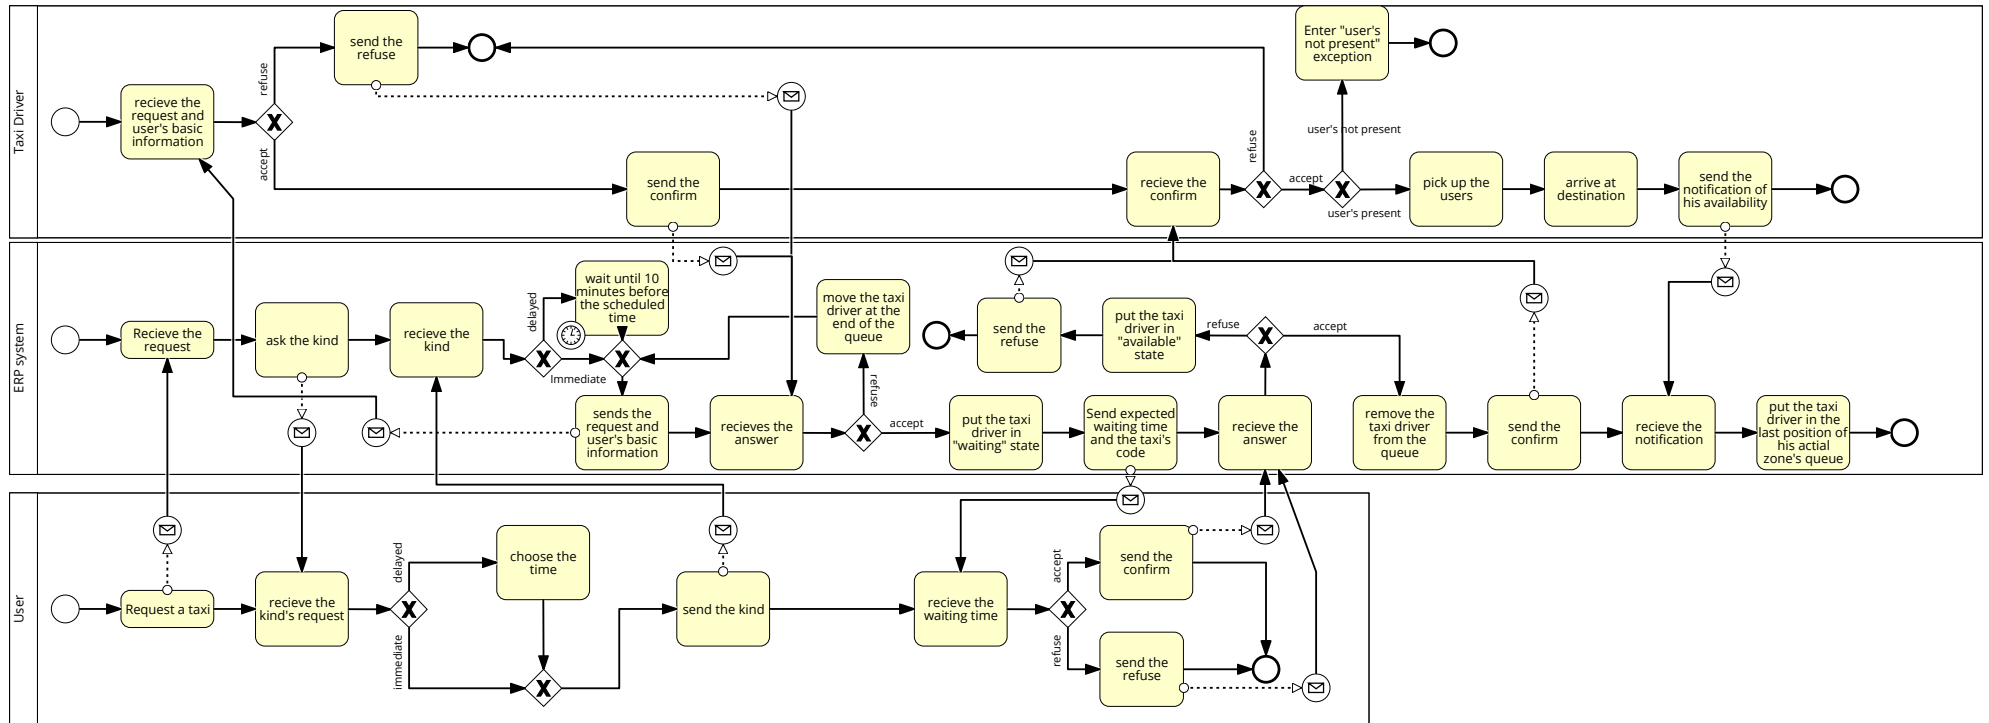 Taxi Driver
recieve the
request and
user's basic
information
refuse
accept
send the
refuse
send the
confirm
recieve the
confirm
refuse
accept
Enter "user's
not present"
exception
user's not present
user's present
pick up the
users
arrive at
destination
send the
notification of
his availability
ERP system
Recieve the
request
ask the kind
recieve the
kind
delayed
Immediate
wait until 10
minutes before
the scheduled
time
sends the
request and
user's basic
information
recieves the
answer
move the taxi
driver at the
end of the
queue
refuse
accept
put the taxi
driver in
"waiting" state
Send expected
waiting time
and the taxi's
code
send the
refuse
put the taxi
driver in
"available"
state
refuse
accept
recieve the
answer
remove the
taxi driver
from the
queue
send the
confirm
recieve the
notification
put the taxi
driver in the
last position of
his actial
zone's queue
User
Request a taxi
recieve the
kind's request
delayed
immediate
choose the
time
send the kind
recieve the
waiting time
accept
refuse
send the
confirm
send the
refuse